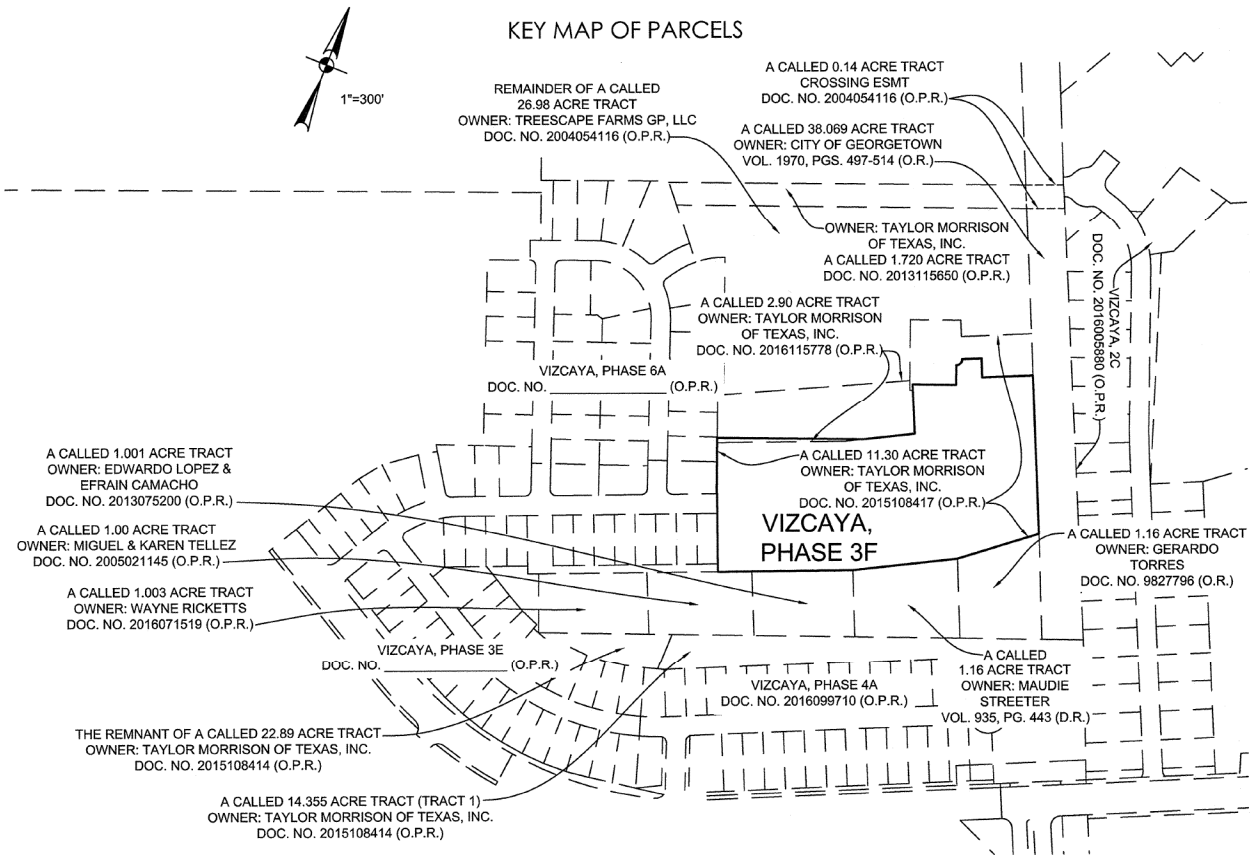 KEY MAP OF PARCELS
1"=300'
REMAINDER OF A CALLED
26.98 ACRE TRACT
OWNER: TREESCAPE FARMS GP, LLC
DOC. NO. 2004054116 (O.P.R.)
A CALLED 0.14 ACRE TRACT
CROSSING ESMT
DOC. NO. 2004054116 (O.P.R.)
A CALLED 38.069 ACRE TRACT
OWNER: CITY OF GEORGETOWN
VOL. 1970, PGS. 497-514 (O.R.)
OWNER: TAYLOR MORRISON
OF TEXAS, INC.
A CALLED 1.720 ACRE TRACT
DOC. NO. 2013115650 (O.P.R.)
VIZCAYA, 2C
DOC. NO. 2016005880 (O.P.R.)
A CALLED 2.90 ACRE TRACT
OWNER: TAYLOR MORRISON
OF TEXAS, INC.
DOC. NO. 2016115778 (O.P.R.)
VIZCAYA, PHASE 6A
DOC. NO. ______________ (O.P.R.)
A CALLED 11.30 ACRE TRACT
OWNER: TAYLOR MORRISON
OF TEXAS, INC.
DOC. NO. 2015108417 (O.P.R.)
VIZCAYA,
PHASE 3F
A CALLED 1.001 ACRE TRACT
OWNER: EDWARDO LOPEZ &
EFRAIN CAMACHO
DOC. NO. 2013075200 (O.P.R.)
A CALLED 1.00 ACRE TRACT
OWNER: MIGUEL & KAREN TELLEZ
DOC. NO. 2005021145 (O.P.R.)
A CALLED 1.003 ACRE TRACT
OWNER: WAYNE RICKETTS
DOC. NO. 2016071519 (O.P.R.)
A CALLED 1.16 ACRE TRACT
OWNER: GERARDO
TORRES
DOC. NO. 9827796 (O.R.)
VIZCAYA, PHASE 3E
DOC. NO. ______________ (O.P.R.)
VIZCAYA, PHASE 4A
DOC. NO. 2016099710 (O.P.R.)
A CALLED
1.16 ACRE TRACT
OWNER: MAUDIE
STREETER
VOL. 935, PG. 443 (D.R.)
THE REMNANT OF A CALLED 22.89 ACRE TRACT
OWNER: TAYLOR MORRISON OF TEXAS, INC.
DOC. NO. 2015108414 (O.P.R.)
A CALLED 14.355 ACRE TRACT (TRACT 1)
OWNER: TAYLOR MORRISON OF TEXAS, INC.
DOC. NO. 2015108414 (O.P.R.)